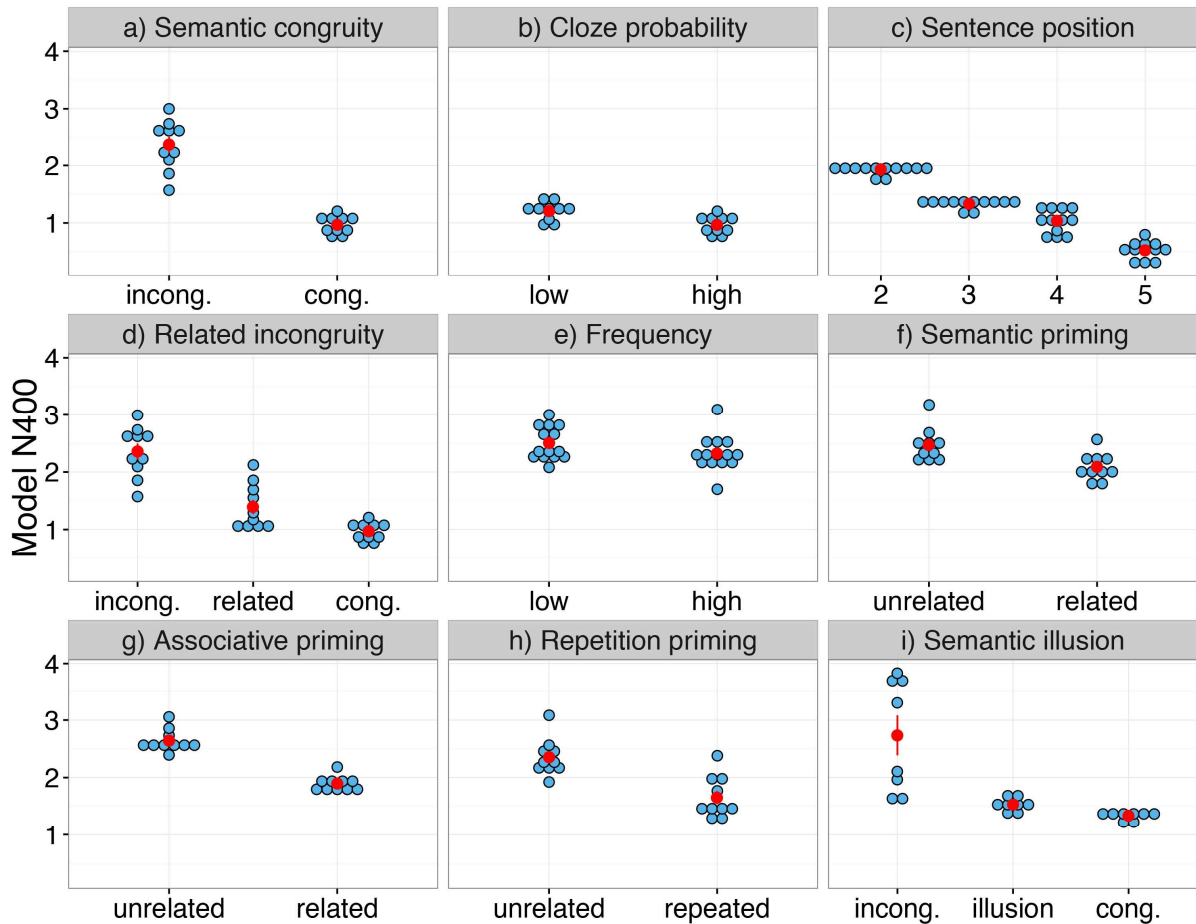 a) Semantic congruity
b) Cloze probability
c) Sentence position
4
3
2
1
incong.
cong.
low
high
2
3
4
5
Model N400
d) Related incongruity
e) Frequency
f) Semantic priming
4
3
2
1
incong.
related
cong.
low
high
unrelated
related
g) Associative priming
h) Repetition priming
i) Semantic illusion
4
3
2
1
unrelated
related
unrelated
repeated
incong.
illusion
cong.